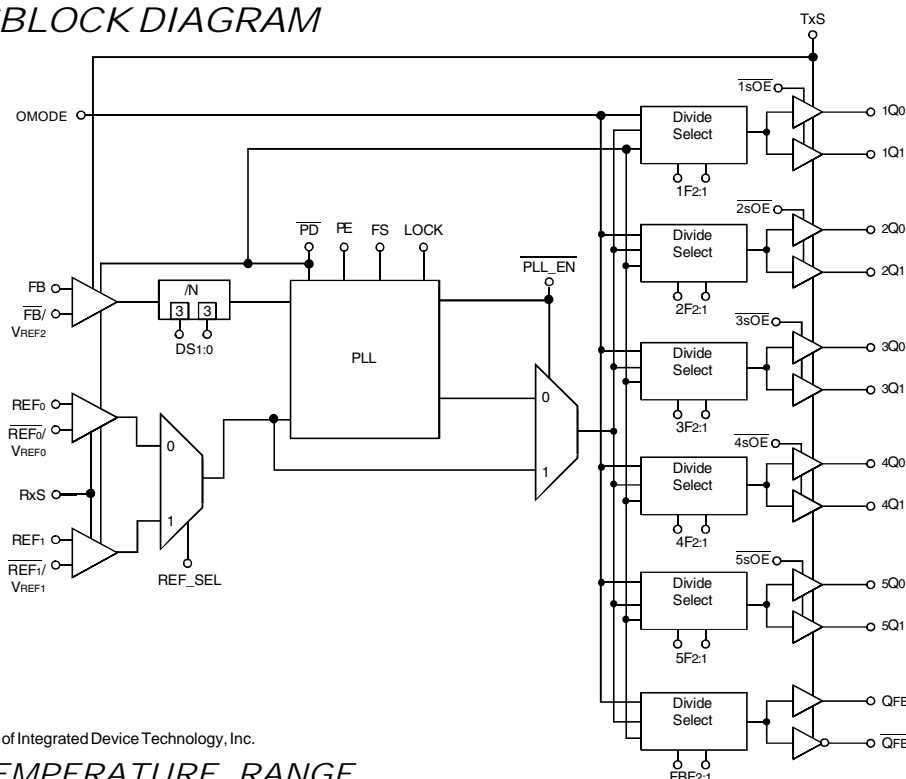 BLOCK DIAGRAM
TxS
OMODE
1sOE
Divide
Select
1Q0
1Q1
1F2:1
2sOE
Divide
Select
2Q0
2Q1
2F2:1
PD
PE
FS
LOCK
PLL_EN
FB
FB/
VREF2
/N
3
3
DS1:0
PLL
3sOE
Divide
Select
3Q0
3Q1
3F2:1
0
1
REF0
REF0/
VREF0
RxS
REF1
REF1/
VREF1
0
1
REF_SEL
4sOE
Divide
Select
4Q0
4Q1
4F2:1
5sOE
Divide
Select
5Q0
5Q1
5F2:1
Divide
Select
QFB
QFB
FBF2:1
of Integrated Device Technology, Inc.
EMPERATURE RANGE